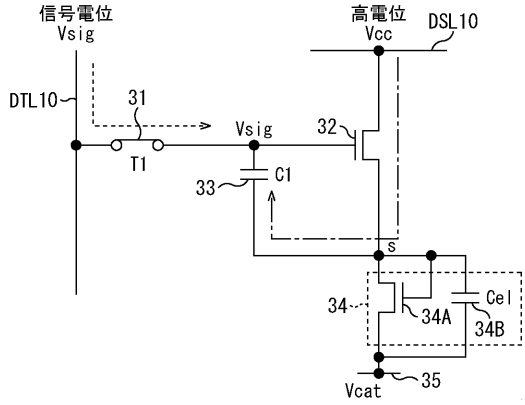 信号電位
Vsig
高電位
Vcc
DSL10
DTL10
31
T1
Vsig
32
33
C1
s
34
34A
Cel
34B
35
Vcat